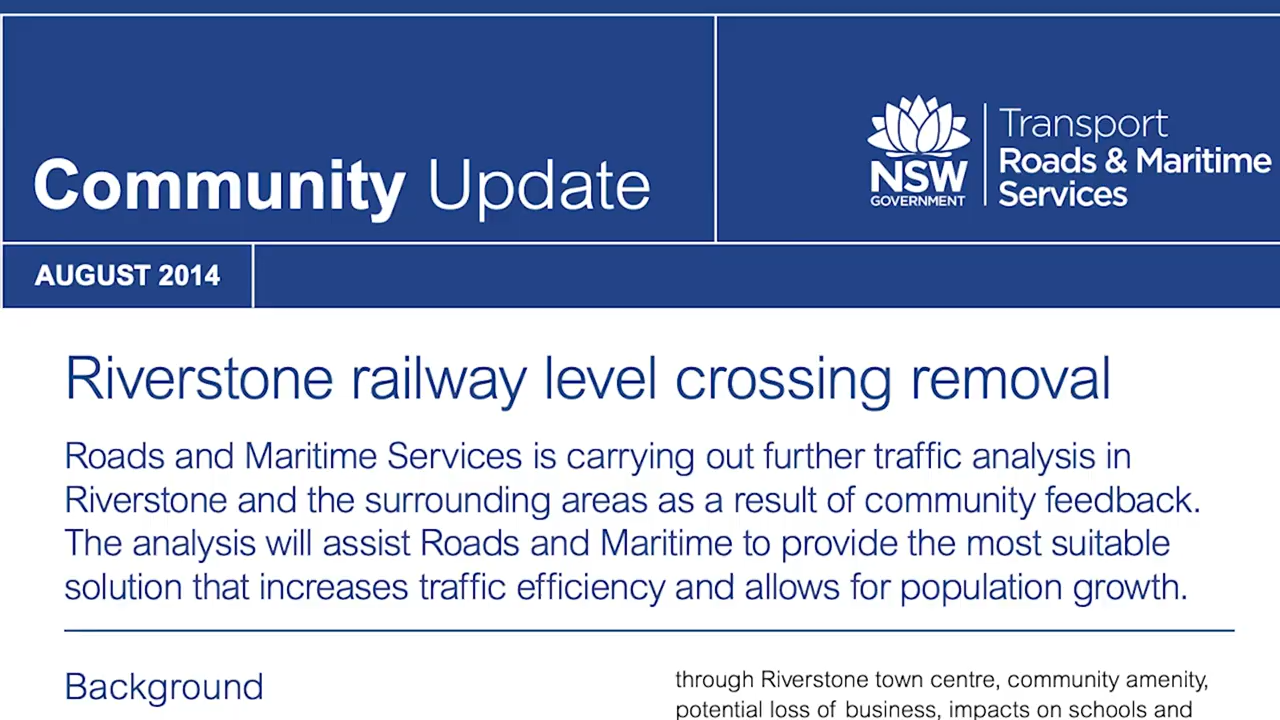 Community Update
NSW
GOVERNMENT
Transport
Roads & Maritime
Services
AUGUST 2014
Riverstone railway level crossing removal
Roads and Maritime Services is carrying out further traffic analysis in
Riverstone and the surrounding areas as a result of community feedback.
The analysis will assist Roads and Maritime to provide the most suitable
solution that increases traffic efficiency and allows for population growth.
Background
through Riverstone town centre, community amenity,
potential loss of business, impacts on schools and